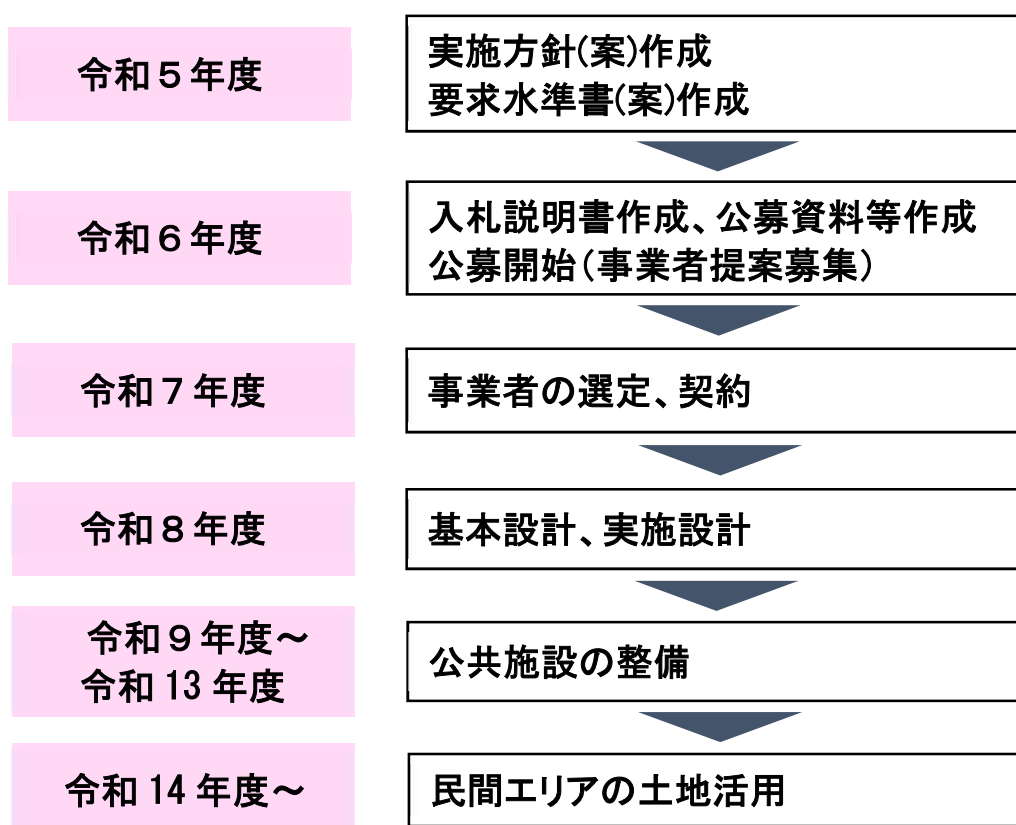 令和５年度
実施方針(案)作成
要求水準書(案)作成
令和６年度
入札説明書作成、公募資料等作成
公募開始（事業者提案募集）
令和７年度
事業者の選定、契約
令和８年度
基本設計、実施設計
令和９年度～
令和 13 年度
公共施設の整備
令和 14 年度～
民間エリアの土地活用